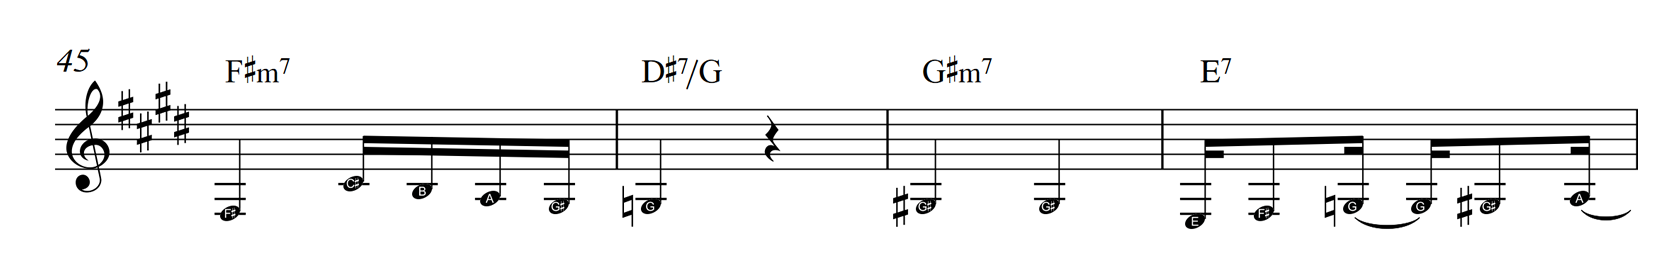 45
F♯m7 D♯7/G G♯m7 E7
F♯ C♯ B A G♯ G G♯ G♯ E F♯ G G G♯ A